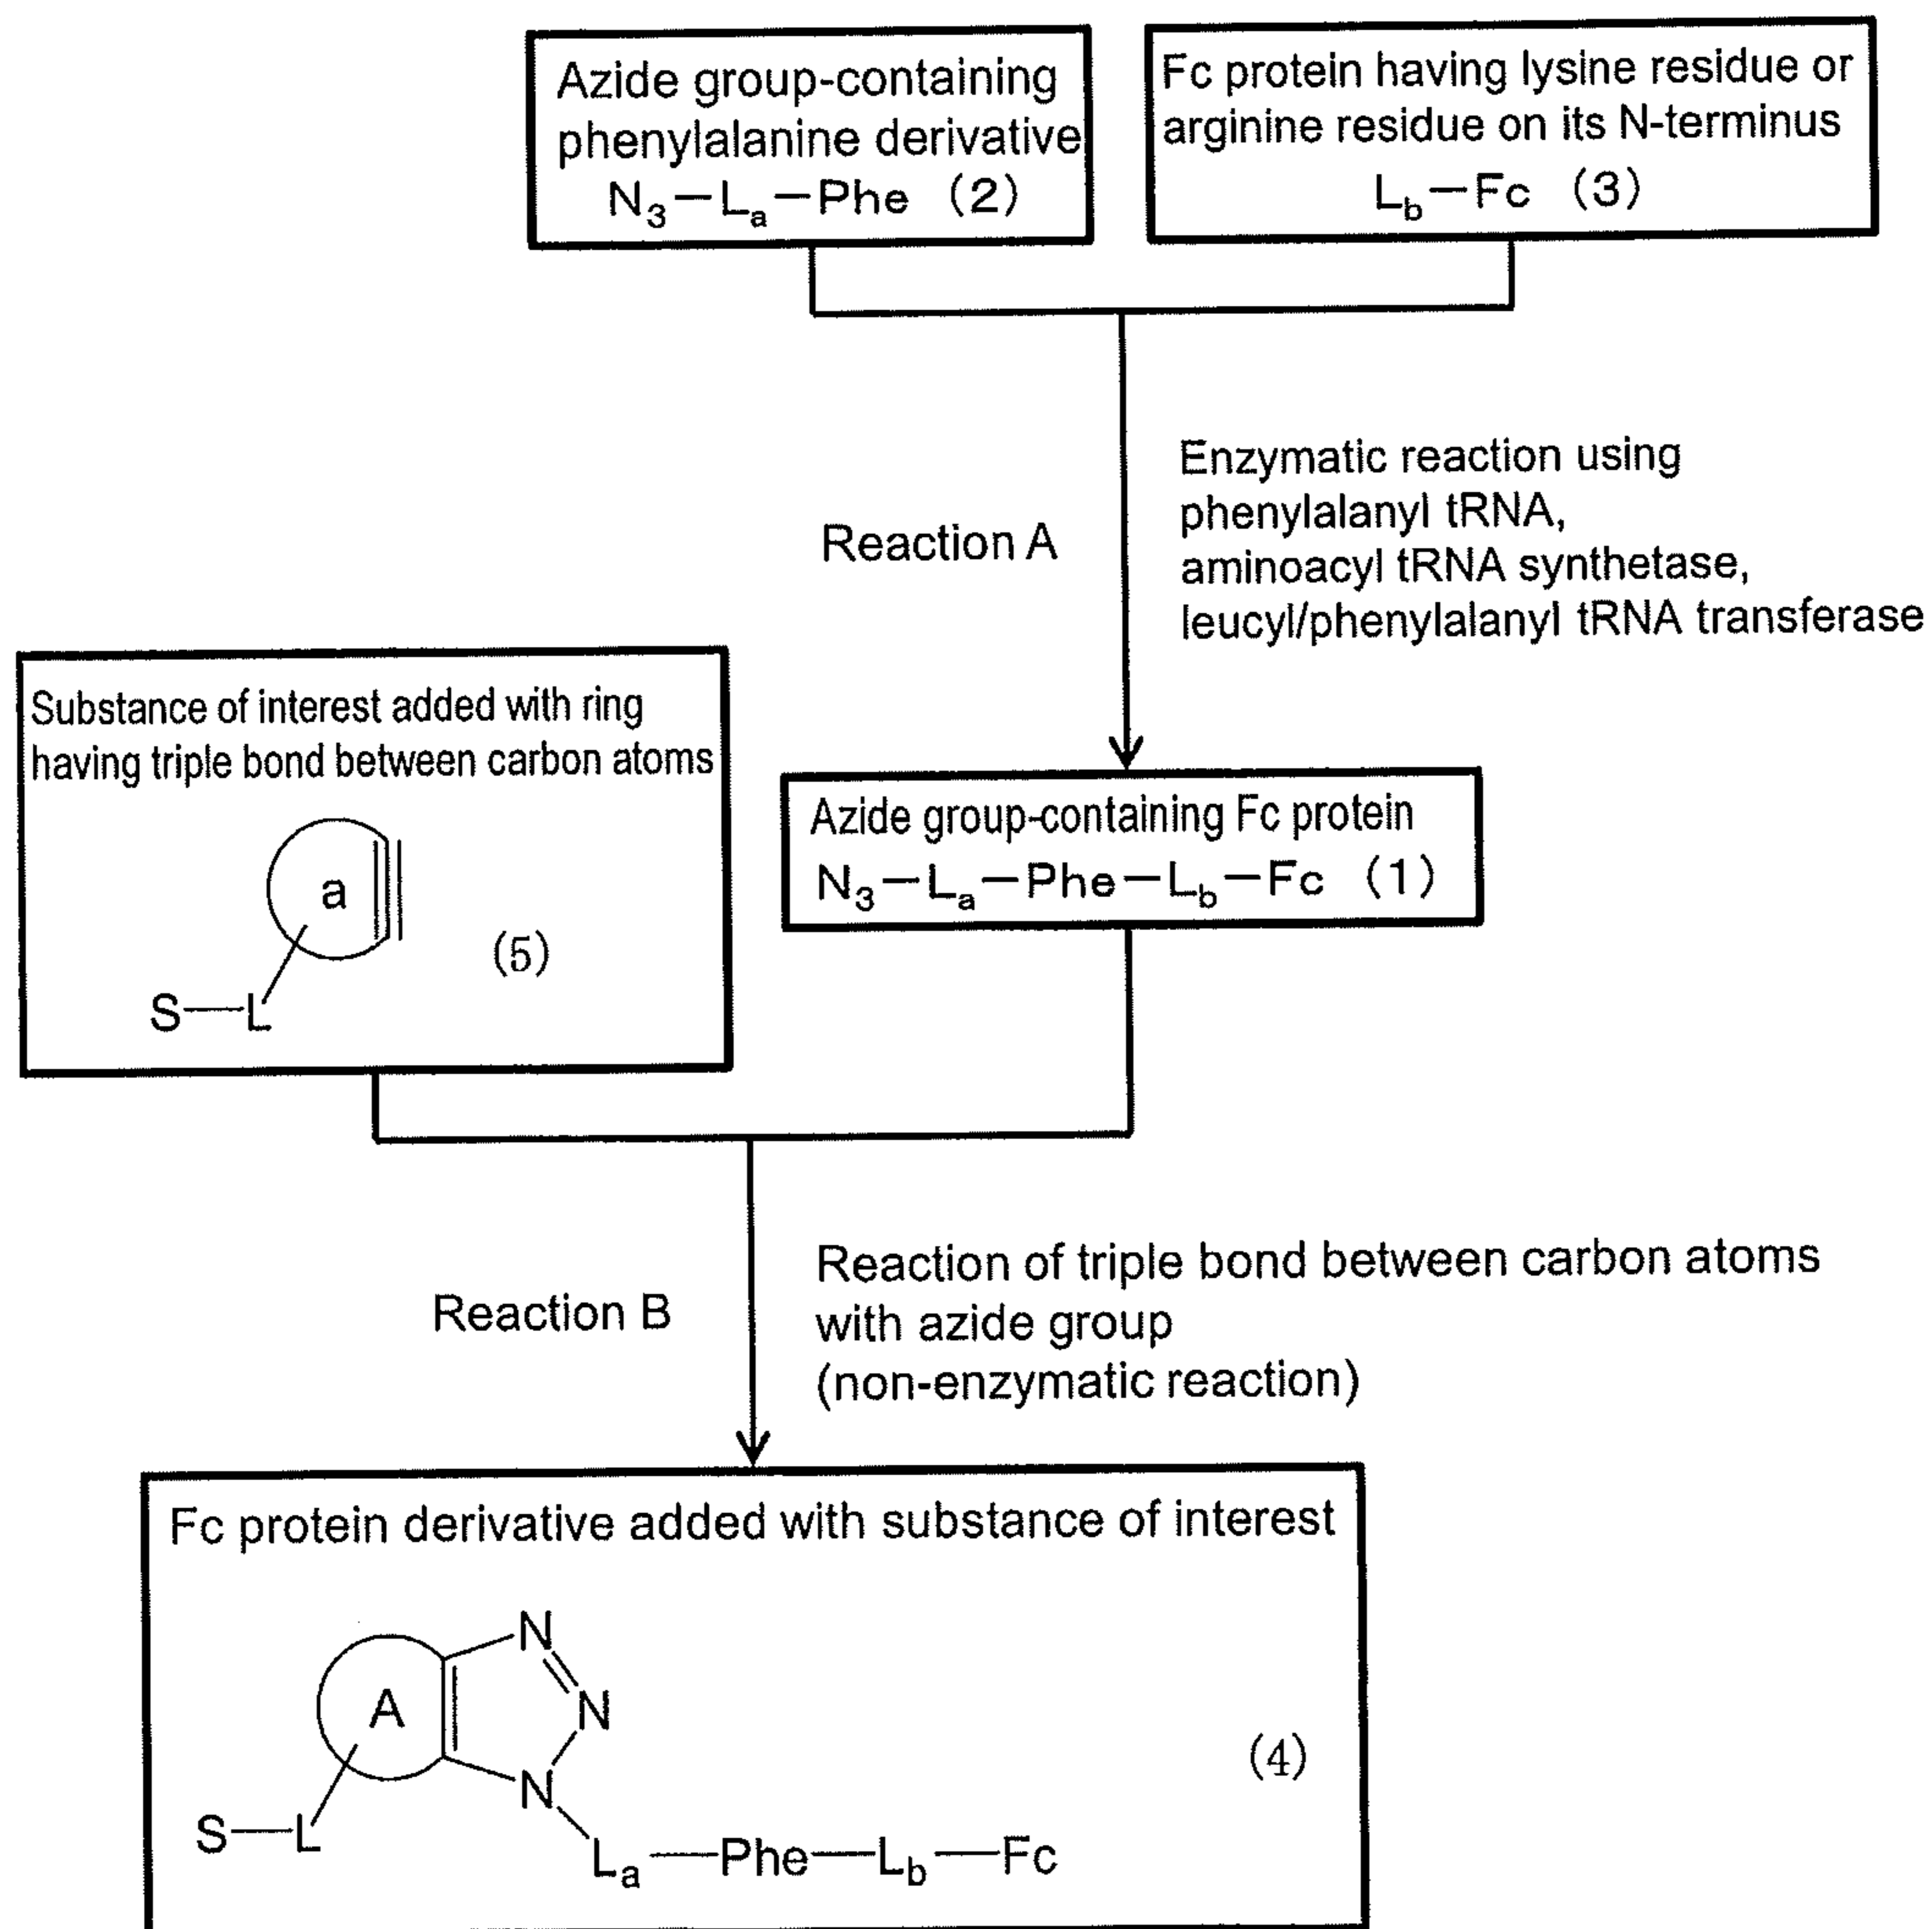 Azide group-containing
phenylalanine derivative
N₃—Lₐ—Phe (2)
Fc protein having lysine residue or
arginine residue on its N-terminus
L_b—Fc (3)
Reaction A
Enzymatic reaction using
phenylalanyl tRNA,
aminoacyl tRNA synthetase,
leucyl/phenylalanyl tRNA transferase
Substance of interest added with ring
having triple bond between carbon atoms
a
(5)
S—L
Azide group-containing Fc protein
N₃—Lₐ—Phe—L_b—Fc (1)
Reaction B
Reaction of triple bond between carbon atoms
with azide group
(non-enzymatic reaction)
Fc protein derivative added with substance of interest
N
A
N
(4)
N
S—L
Lₐ—Phe—L_b—Fc